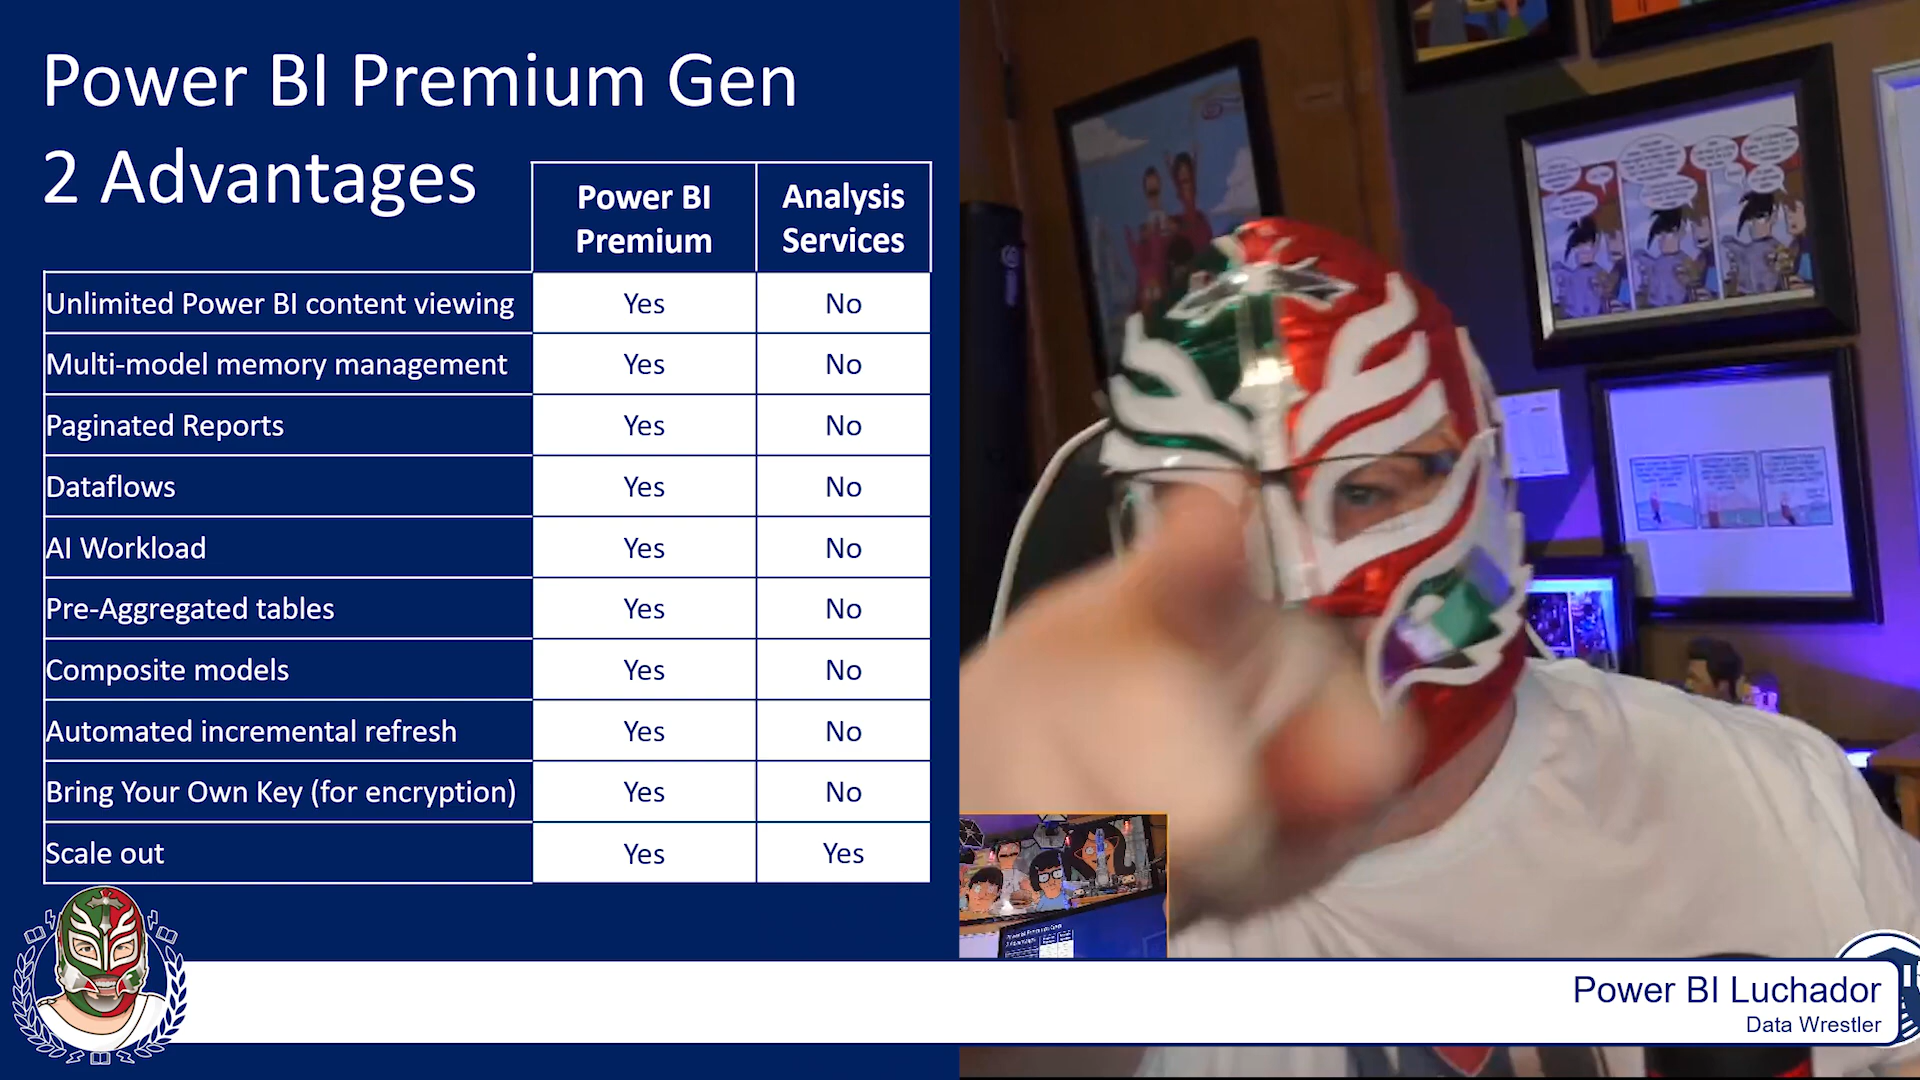 Power BI Premium Gen
2 Advantages
Power BI Premium Analysis Services
Unlimited Power BI content viewing Yes No
Multi-model memory management Yes No
Paginated Reports Yes No
Dataflows Yes No
AI Workload Yes No
Pre-Aggregated tables Yes No
Composite models Yes No
Automated incremental refresh Yes No
Bring Your Own Key (for encryption) Yes No
Scale out Yes Yes
Power BI Luchador
Data Wrestler